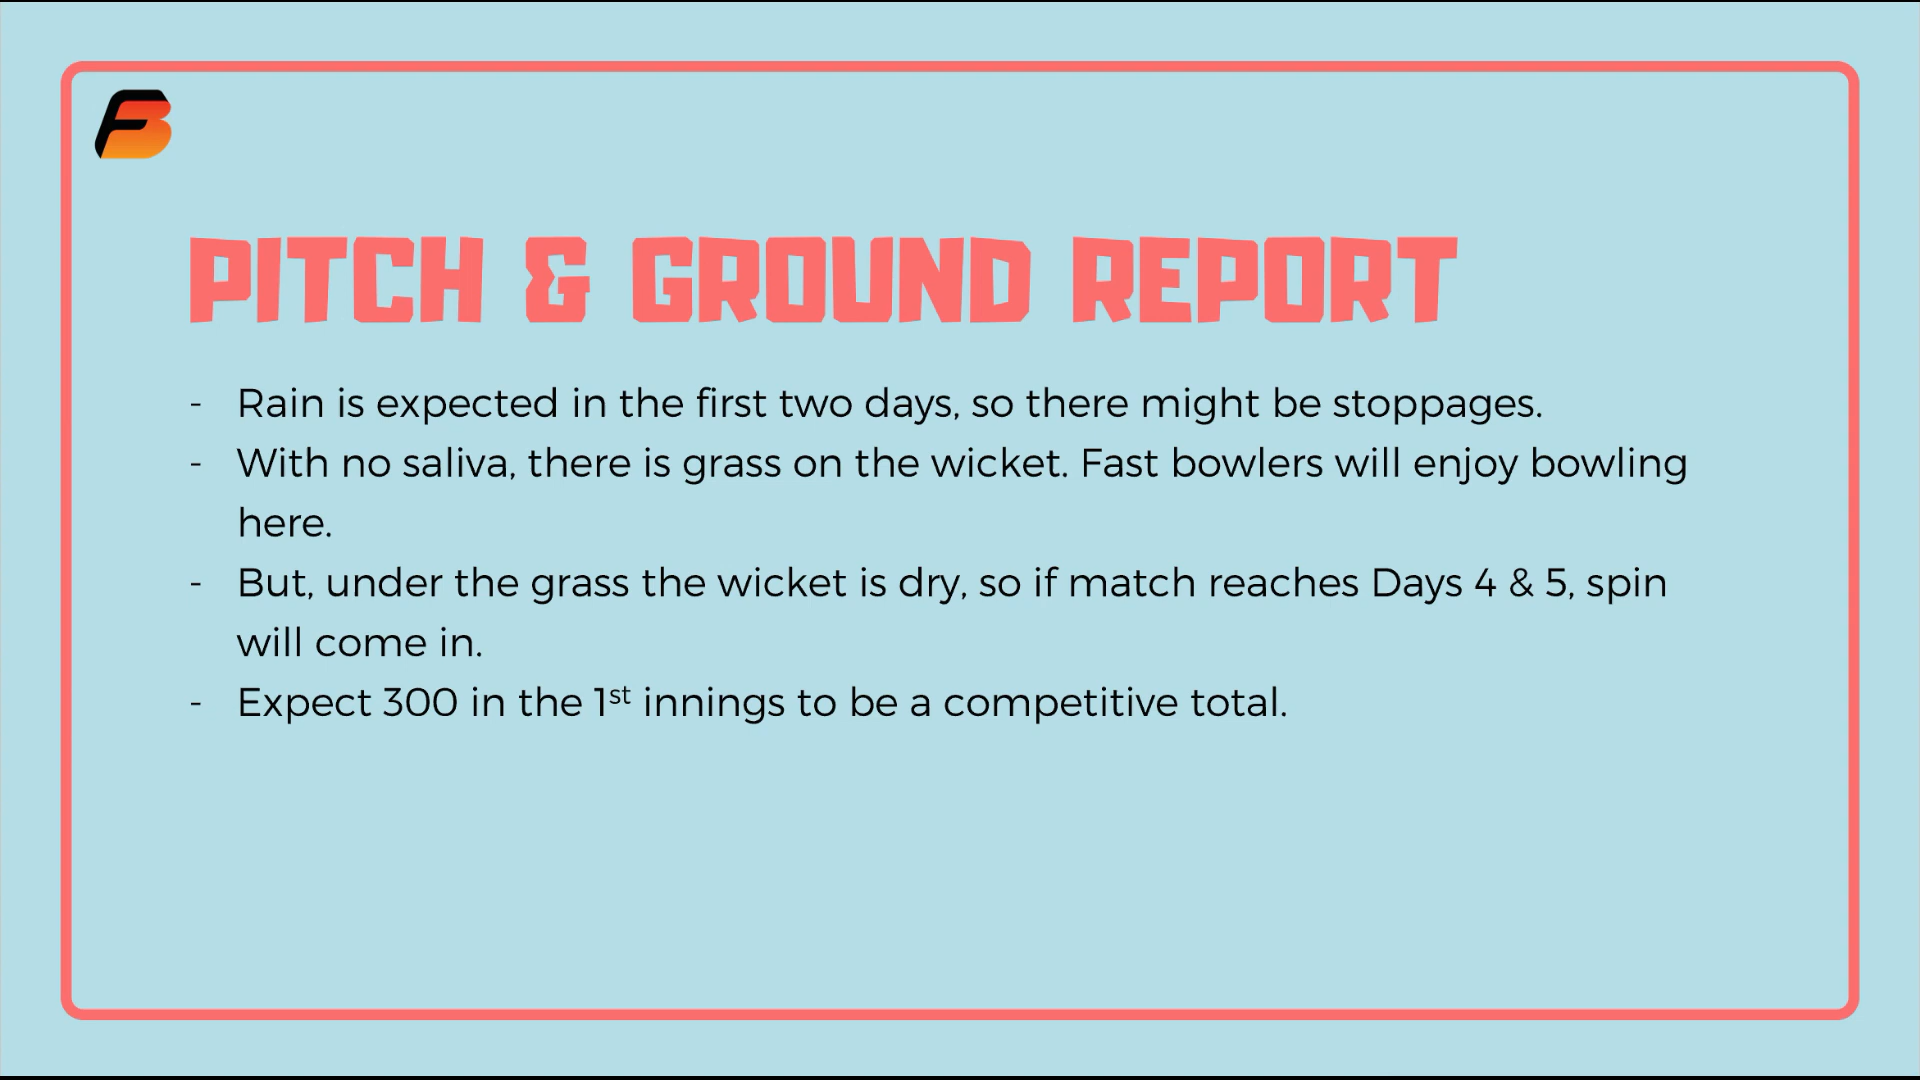 FB
PITCH & GROUND REPORT
- Rain is expected in the first two days, so there might be stoppages.
- With no saliva, there is grass on the wicket. Fast bowlers will enjoy bowling
here.
- But, under the grass the wicket is dry, so if match reaches Days 4 & 5, spin
will come in.
- Expect 300 in the 1st innings to be a competitive total.